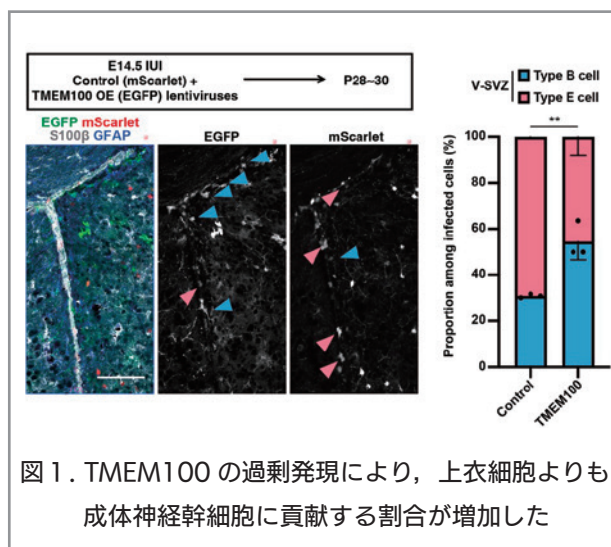 E14.5 IUI
Control (mScarlet) +
TMEM100 OE (EGFP) lentiviruses
P28~30
EGFP mScarlet
S100β GFAP
EGFP
mScarlet
V-SVZ
Type B cell
Type E cell
Proportion among infected cells (%)
100
80
60
40
20
0
**
Control
TMEM100
図1. TMEM100 の過剰発現により，上衣細胞よりも
成体神経幹細胞に貢献する割合が増加した